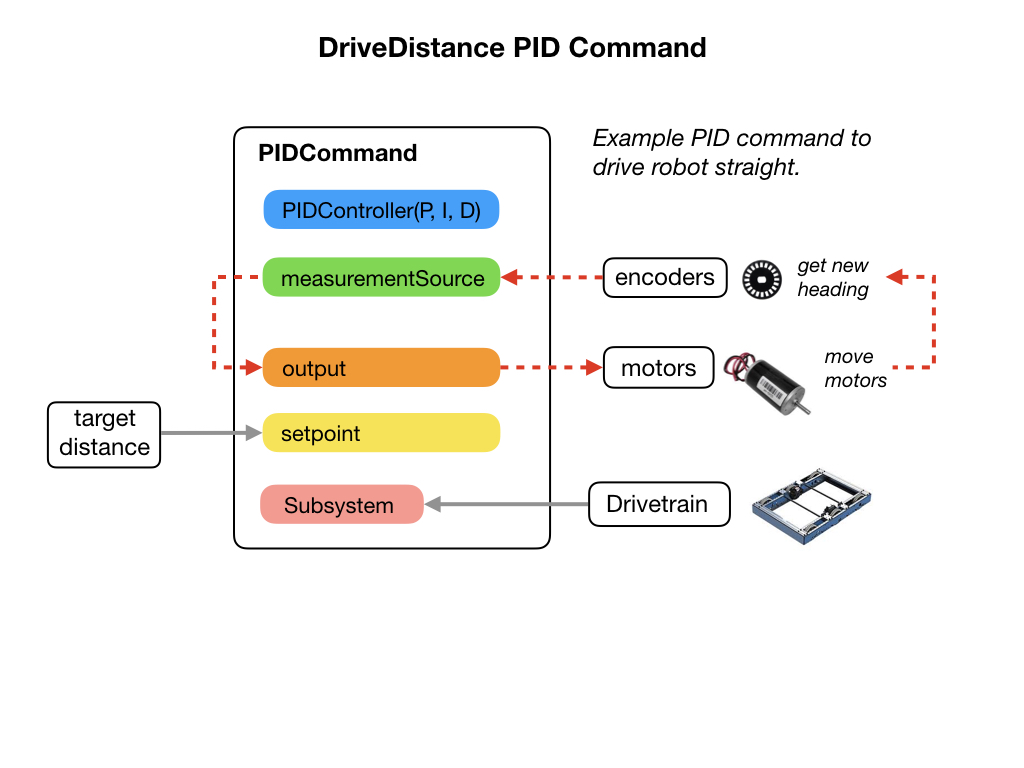 DriveDistance PID Command
Example PID command to
drive robot straight.
PIDCommand
PIDController(P, I, D)
measurementSource
encoders
get new
heading
output
motors
move
motors
target
distance
setpoint
Subsystem
Drivetrain